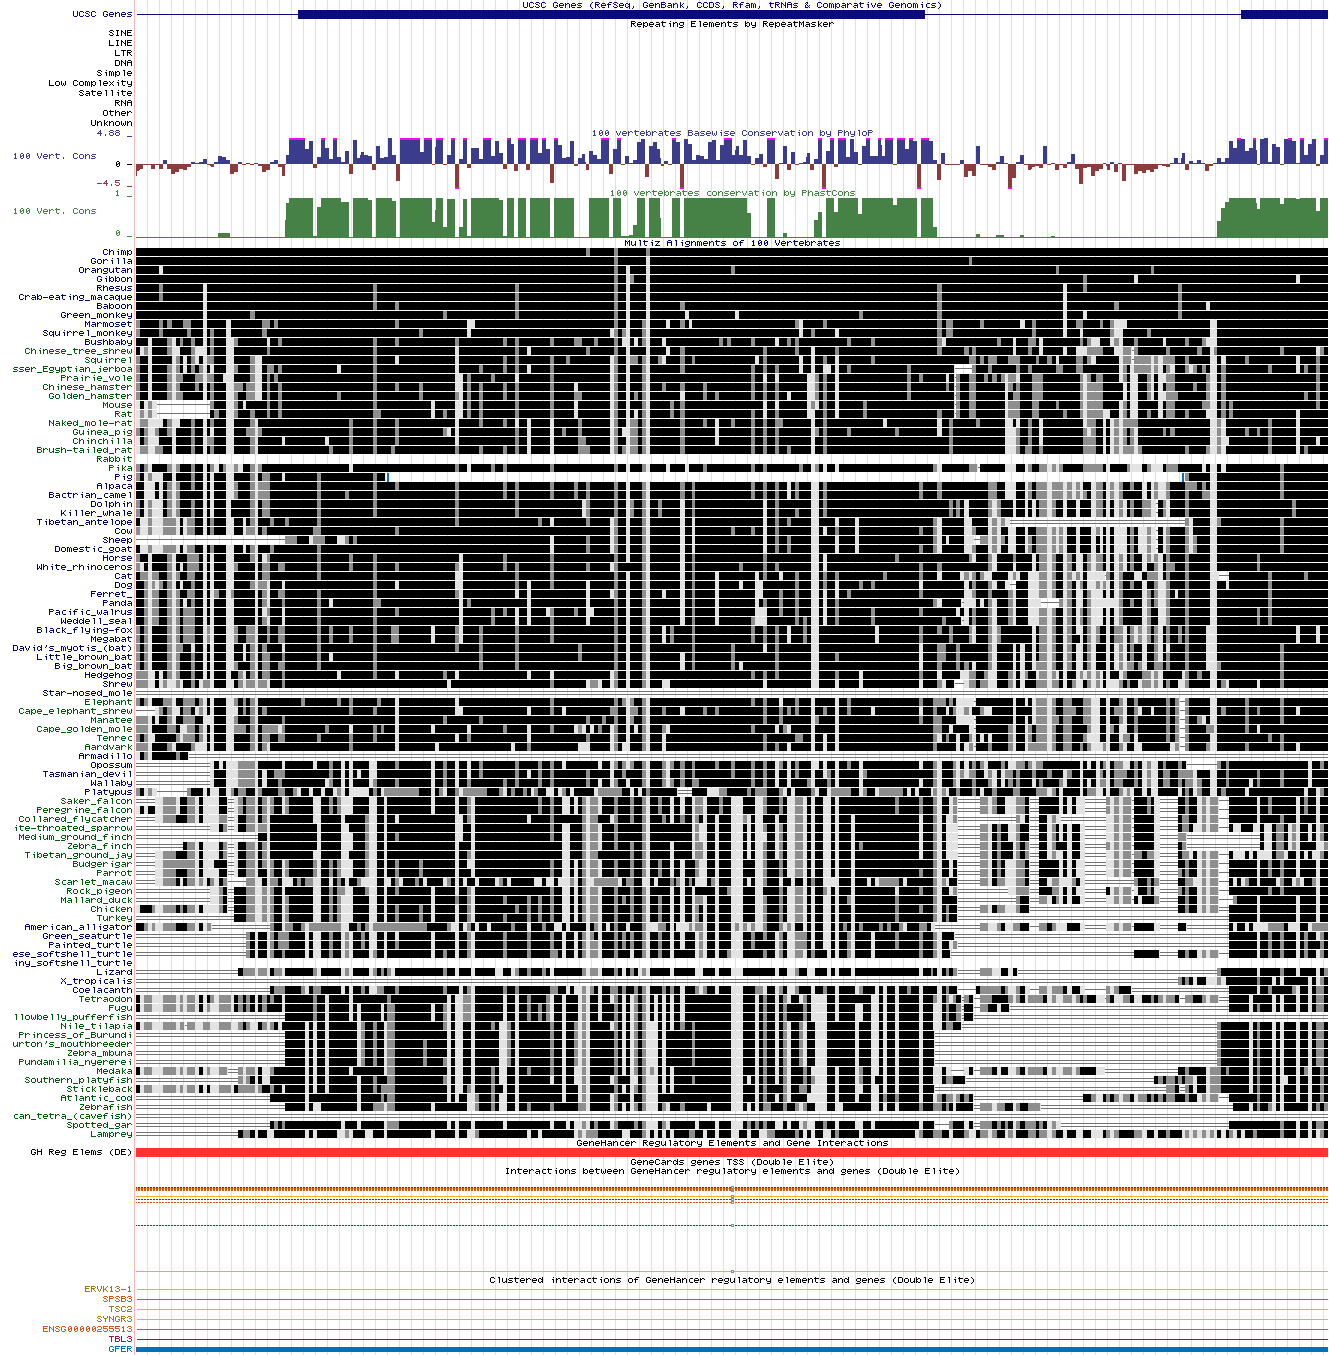 UCSC Genes (RefSeq, GenBank, CCDS, Rfam, tRNAs & Comparative Genomics)
UCSC Genes
Repeating Elements by RepeatMasker
SINE
LINE
LTR
DNA
Simple
Low Complexity
Satellite
RNA
Other
Unknown
100 vertebrates Basewise Conservation by PhyloP
4.88 _
100 Vert. Cons
0 _
-4.5 _
100 vertebrates conservation by PhastCons
1 _
100 Vert. Cons
0 _
Multiz Alignments of 100 Vertebrates
Chimp
Gorilla
Orangutan
Gibbon
Rhesus
Crab-eating_macaque
Baboon
Green_monkey
Marmoset
Squirrel_monkey
Bushbaby
Chinese_tree_shrew
Squirrel
sser_Egyptian_jerboa
Prairie_vole
Chinese_hamster
Golden_hamster
Mouse
Rat
Naked_mole-rat
Guinea_pig
Chinchilla
Brush-tailed_rat
Rabbit
Pika
Pig
Alpaca
Bactrian_camel
Dolphin
Killer_whale
Tibetan_antelope
Cow
Sheep
Domestic_goat
Horse
White_rhinoceros
Cat
Dog
Ferret_
Panda
Pacific_walrus
Weddell_seal
Black_flying-fox
Megabat
David's_myotis_(bat)
Little_brown_bat
Big_brown_bat
Hedgehog
Shrew
Star-nosed_mole
Elephant
Cape_elephant_shrew
Manatee
Cape_golden_mole
Tenrec
Aardvark
Armadillo
Opossum
Tasmanian_devil
Wallaby
Platypus
Saker_falcon
Peregrine_falcon
Collared_flycatcher
ite-throated_sparrow
Medium_ground_finch
Zebra_finch
Tibetan_ground_jay
Budgerigar
Parrot
Scarlet_macaw
Rock_pigeon
Mallard_duck
Chicken
Turkey
American_alligator
Green_seaturtle
Painted_turtle
ese_softshell_turtle
iny_softshell_turtle
Lizard
X_tropicalis
Coelacanth
Tetraodon
Fugu
llowbelly_pufferfish
Nile_tilapia
Princess_of_Burundi
urton's_mouthbreeder
Zebra_mbuna
Pundamilia_nyererei
Medaka
Southern_platyfish
Stickleback
Atlantic_cod
Zebrafish
can_tetra_(cavefish)
Spotted_gar
Lamprey
GeneHancer Regulatory Elements and Gene Interactions
GH Reg Elems (DE)
GeneCards genes TSS (Double Elite)
Interactions between GeneHancer regulatory elements and genes (Double Elite)
Clustered interactions of GeneHancer regulatory elements and genes (Double Elite)
ERVK13-1
SPSB3
TSC2
SYNGR3
ENSG00000255513
TBL3
GFER